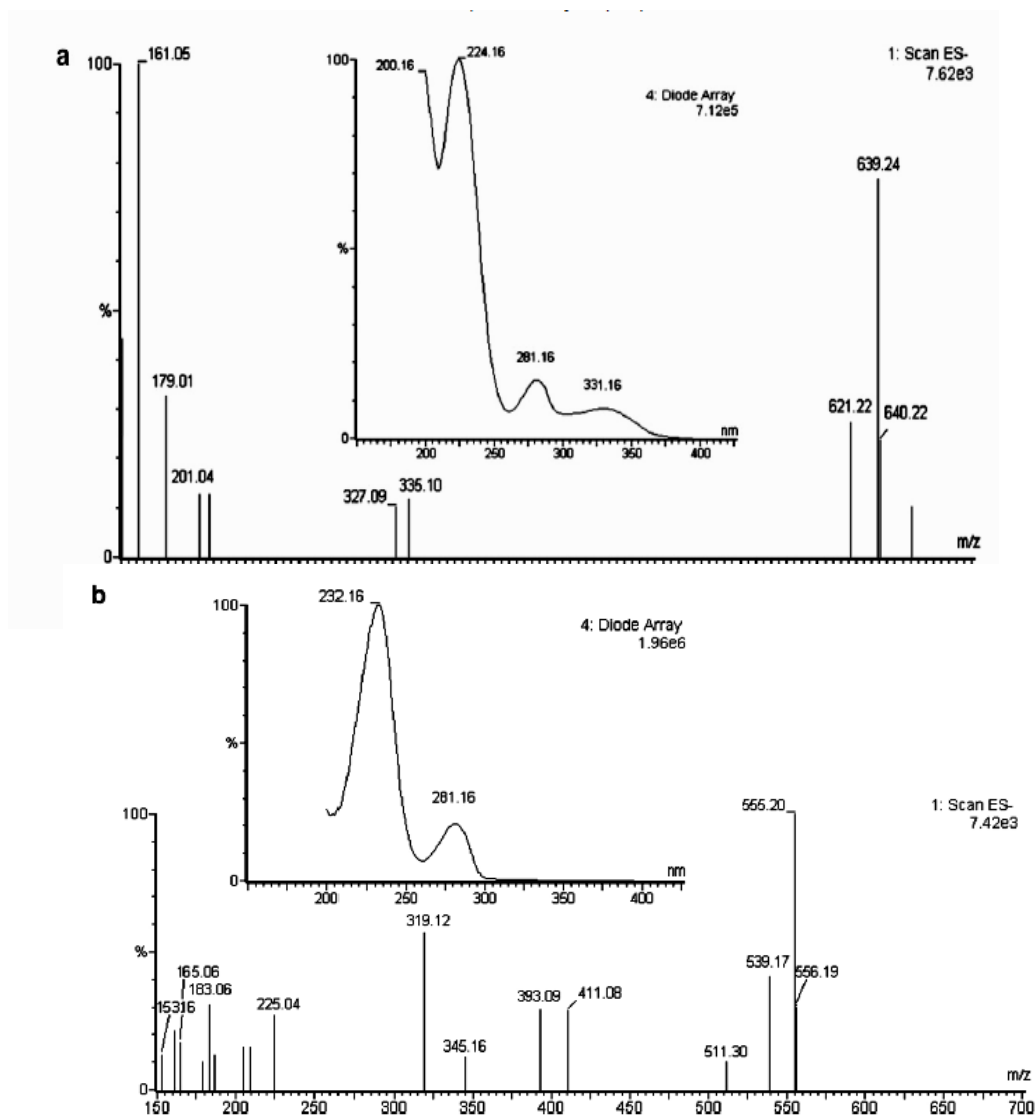 a
161.05
100
179.01
201.04
%
0
327.09
335.10
621.22
639.24
640.22
m/z
1: Scan ES-
7.62e3
100
200.16
224.16
281.16
331.16
%
0
nm
200 250 300 350 400
4: Diode Array
7.12e5
b
100
232.16
281.16
%
0
nm
200 250 300 350 400
4: Diode Array
1.96e6
1: Scan ES-
7.42e3
100
%
0
153.16
165.06
183.06
225.04
319.12
345.16
393.09
411.08
511.30
539.17
555.20
556.19
m/z
150 200 250 300 350 400 450 500 550 600 650 700